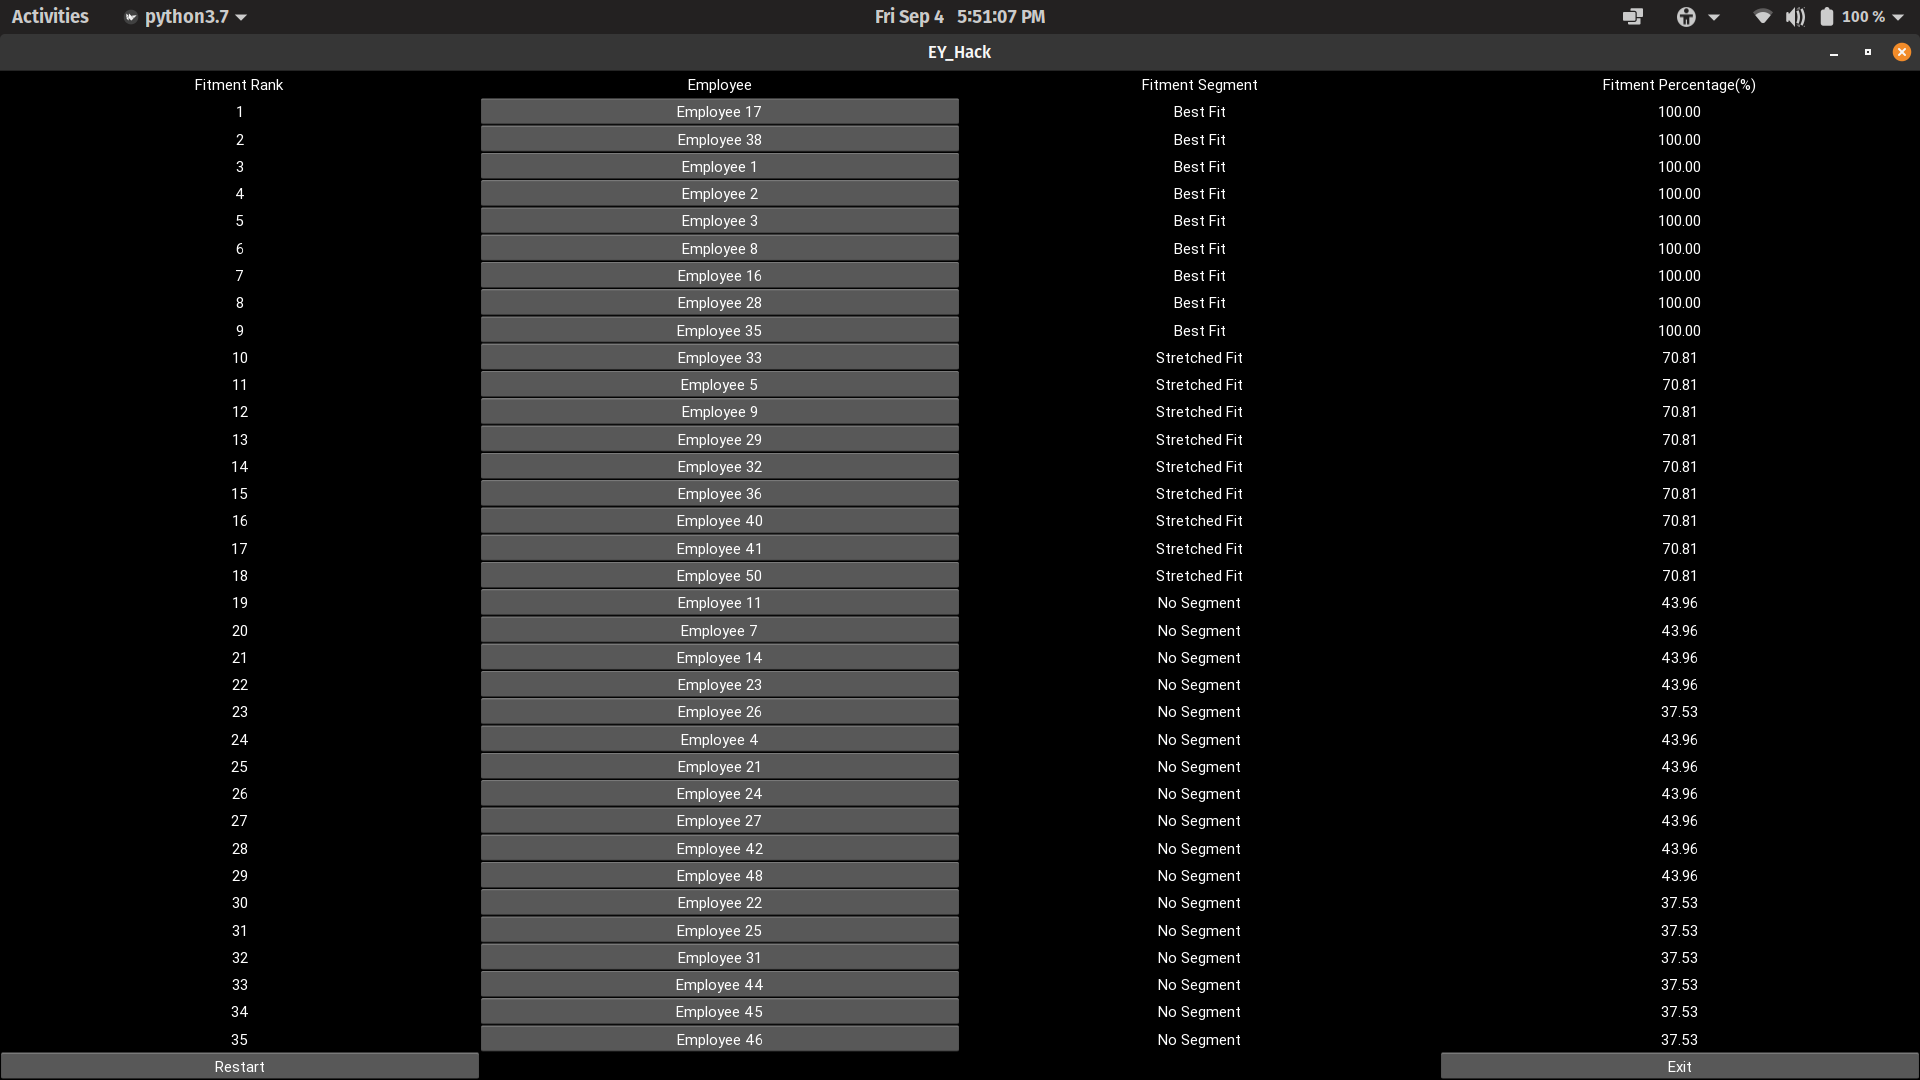 Activities python3.7 Fri Sep 4 5:51:07 PM 100 %
EY_Hack
Fitment Rank Employee Fitment Segment Fitment Percentage(%)
1 Employee 17 Best Fit 100.00
2 Employee 38 Best Fit 100.00
3 Employee 1 Best Fit 100.00
4 Employee 2 Best Fit 100.00
5 Employee 3 Best Fit 100.00
6 Employee 8 Best Fit 100.00
7 Employee 16 Best Fit 100.00
8 Employee 28 Best Fit 100.00
9 Employee 35 Best Fit 100.00
10 Employee 33 Stretched Fit 70.81
11 Employee 5 Stretched Fit 70.81
12 Employee 9 Stretched Fit 70.81
13 Employee 29 Stretched Fit 70.81
14 Employee 32 Stretched Fit 70.81
15 Employee 36 Stretched Fit 70.81
16 Employee 40 Stretched Fit 70.81
17 Employee 41 Stretched Fit 70.81
18 Employee 50 Stretched Fit 70.81
19 Employee 11 No Segment 43.96
20 Employee 7 No Segment 43.96
21 Employee 14 No Segment 43.96
22 Employee 23 No Segment 43.96
23 Employee 26 No Segment 37.53
24 Employee 4 No Segment 43.96
25 Employee 21 No Segment 43.96
26 Employee 24 No Segment 43.96
27 Employee 27 No Segment 43.96
28 Employee 42 No Segment 43.96
29 Employee 48 No Segment 43.96
30 Employee 22 No Segment 37.53
31 Employee 25 No Segment 37.53
32 Employee 31 No Segment 37.53
33 Employee 44 No Segment 37.53
34 Employee 45 No Segment 37.53
35 Employee 46 No Segment 37.53
Restart Exit